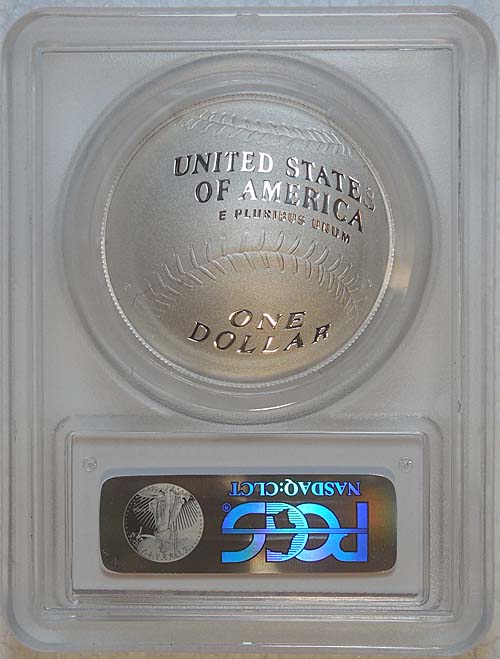 UNITED STATES
OF AMERICA
E PLURIBUS UNUM
ONE
DOLLAR
NASDAQ:CLCT
PCGS®